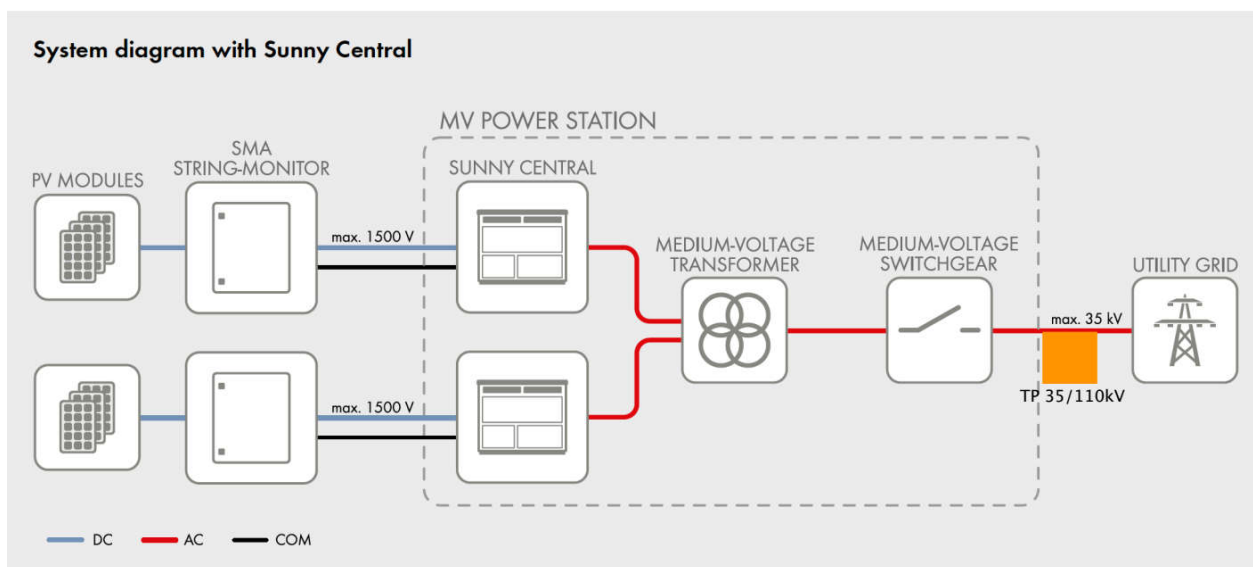 System diagram with Sunny Central
MV POWER STATION
SMA
STRING-MONITOR
PV MODULES
SUNNY CENTRAL
max. 1500 V
MEDIUM-VOLTAGE
TRANSFORMER
MEDIUM-VOLTAGE
SWITCHGEAR
UTILITY GRID
max. 35 kV
TP 35/110kV
max. 1500 V
DC
AC
COM